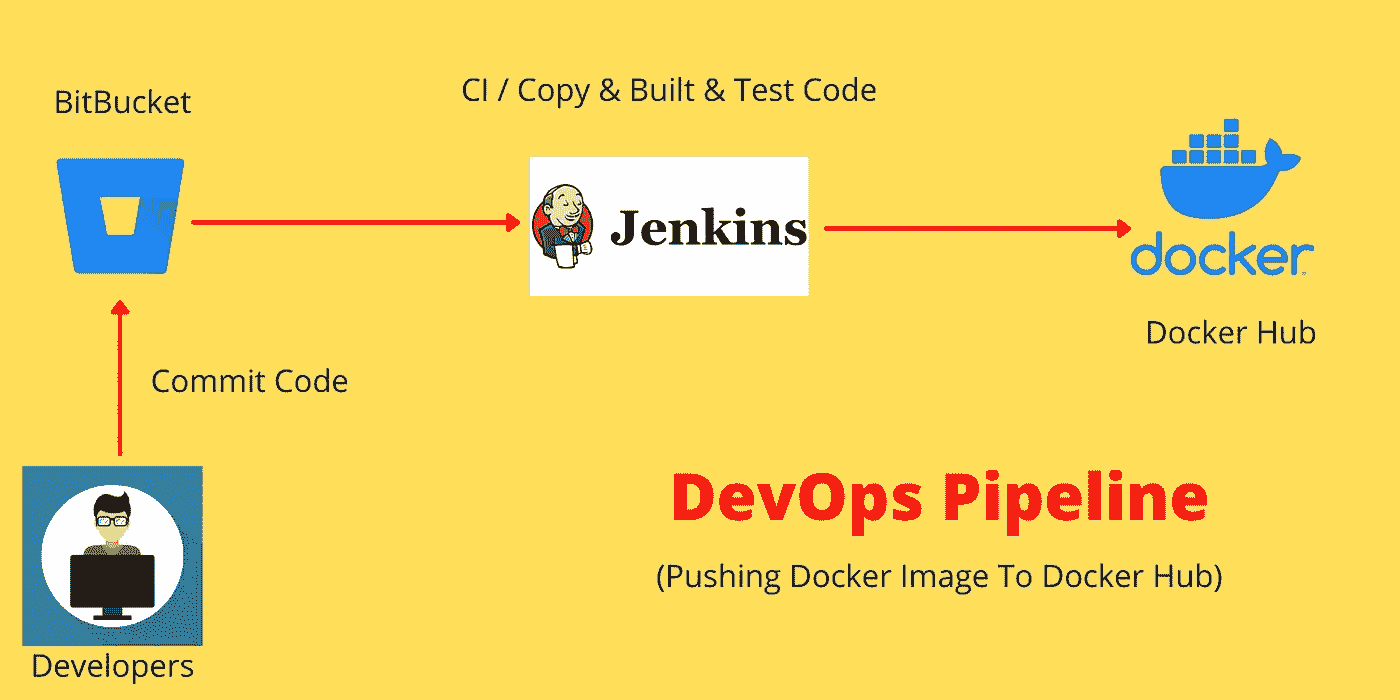 BitBucket
CI / Copy & Built & Test Code
Jenkins
docker
Docker Hub
Commit Code
DevOps Pipeline
(Pushing Docker Image To Docker Hub)
Developers